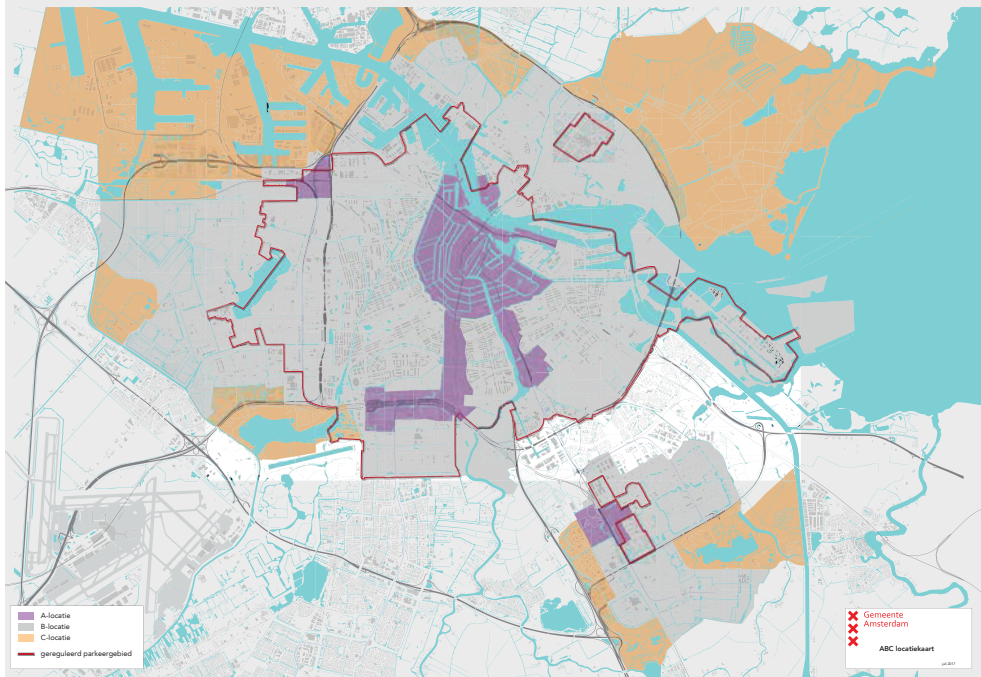 A-locatie
B-locatie
C-locatie
gereguleerd parkeergebied
Gemeente
Amsterdam
ABC locatiekaart
juli 2017